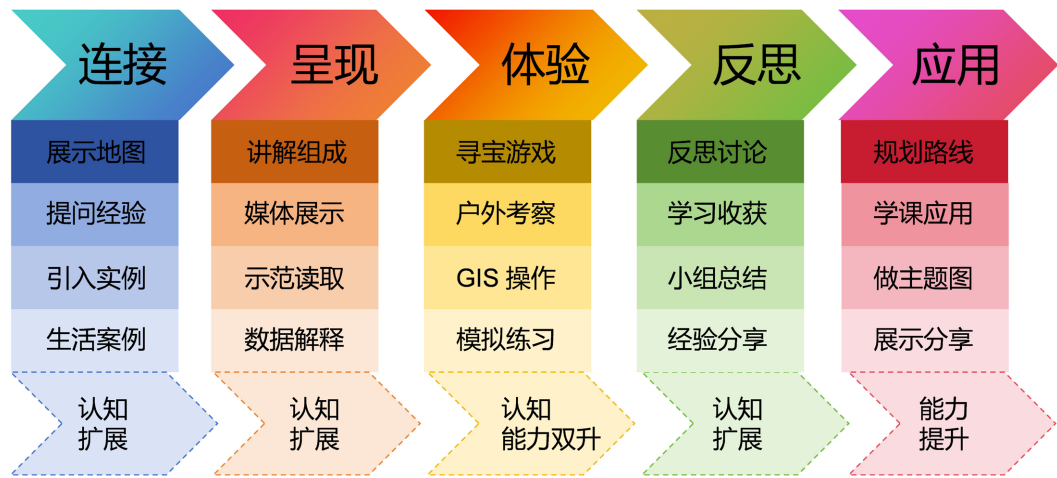 连接
呈现
体验
反思
应用
展示地图
讲解组成
寻宝游戏
反思讨论
规划路线
提问经验
媒体展示
户外考察
学习收获
学课应用
引入实例
示范读取
GIS 操作
小组总结
做主题图
生活案例
数据解释
模拟练习
经验分享
展示分享
认知
扩展
认知
扩展
认知
能力双升
认知
扩展
能力
提升